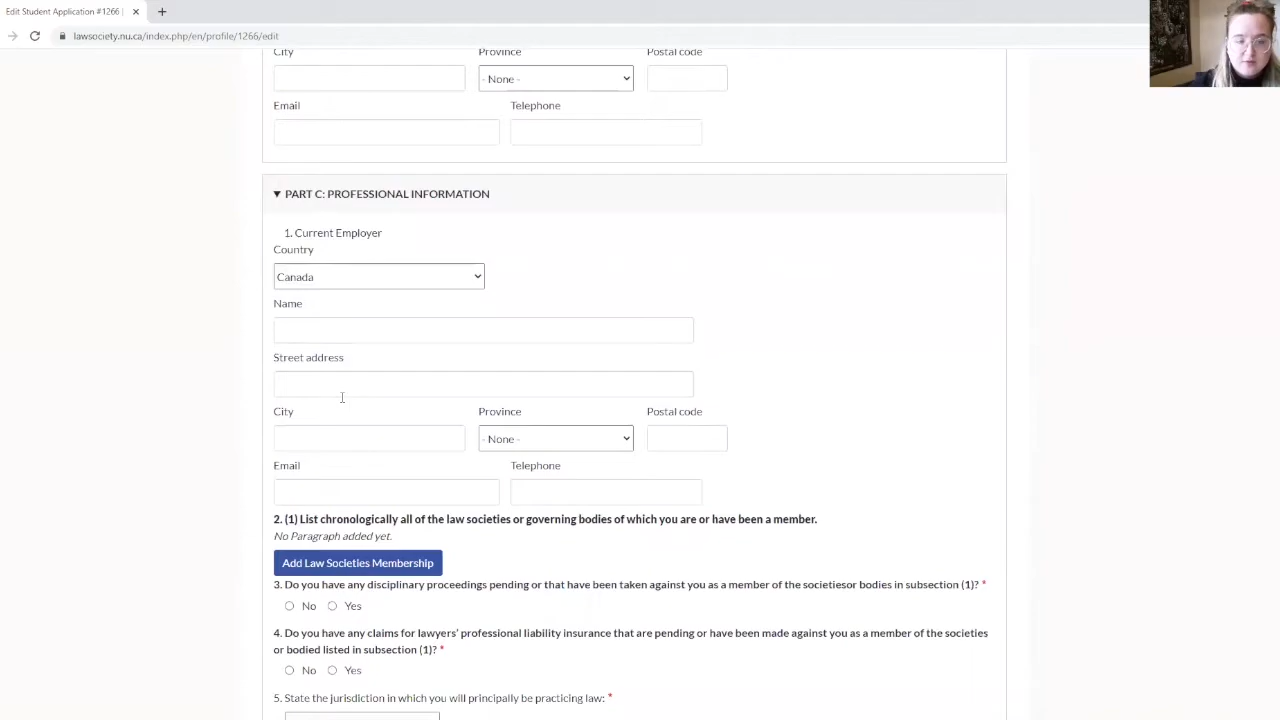 Edit Student Application #1266 |
lawsociety.nu.ca/index.php/en/profile/1266/edit
City Province Postal code
- None -
Email Telephone
PART C: PROFESSIONAL INFORMATION
1. Current Employer
Country
Canada
Name
Street address
City Province Postal code
- None -
Email Telephone
2. (1) List chronologically all of the law societies or governing bodies of which you are or have been a member.
No Paragraph added yet.
Add Law Societies Membership
3. Do you have any disciplinary proceedings pending or that have been taken against you as a member of the societiesor bodies in subsection (1)? *
No Yes
4. Do you have any claims for lawyers' professional liability insurance that are pending or have been made against you as a member of the societies
or bodied listed in subsection (1)? *
No Yes
5. State the jurisdiction in which you will principally be practicing law: *